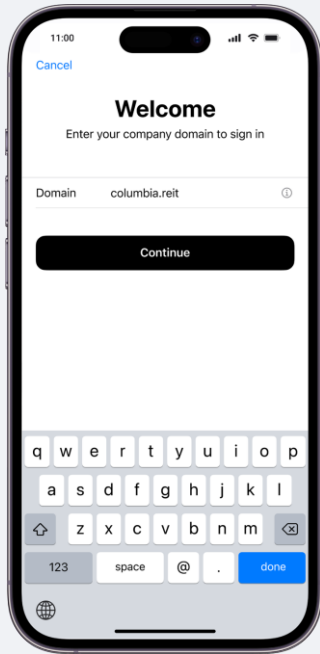 11:00
Cancel
Welcome
Enter your company domain to sign in
Domain columbia.reit
Continue
q w e r t y u i o p
a s d f g h j k l
z x c v b n m
123 space @ . done